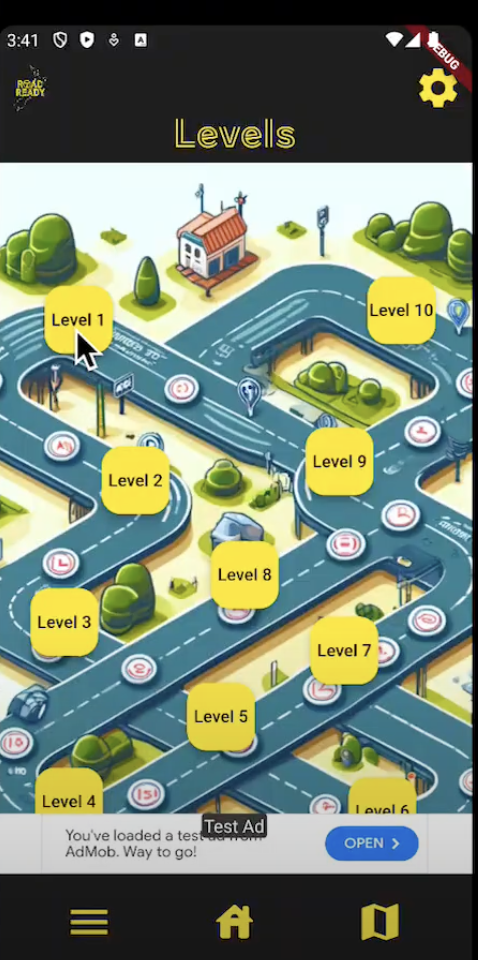 3:41
A
DEBUG
ROAD
READY
Levels
Level 1
Level 10
Level 9
Level 2
Level 8
Level 3
Level 7
Level 5
Level 4
Level 6
Test Ad
You've loaded a test ad from
AdMob. Way to go!
OPEN